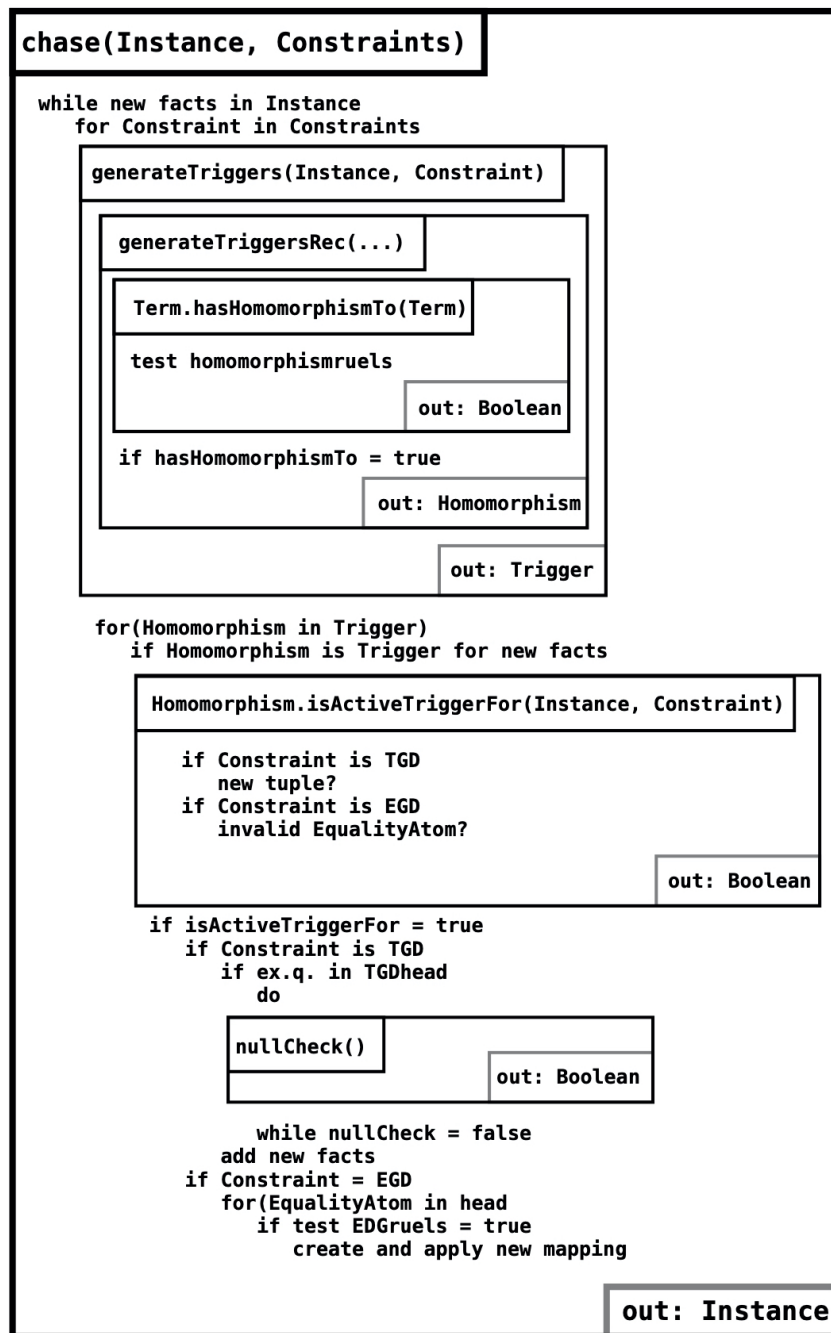 chase(Instance, Constraints)
while new facts in Instance
for Constraint in Constraints
generateTriggers(Instance, Constraint)
generateTriggersRec(...)
Term.hasHomomorphismTo(Term)
test homomorphismruels
out: Boolean
if hasHomomorphismTo = true
out: Homomorphism
out: Trigger
for(Homomorphism in Trigger)
if Homomorphism is Trigger for new facts
Homomorphism.isActiveTriggerFor(Instance, Constraint)
if Constraint is TGD
new tuple?
if Constraint is EGD
invalid EqualityAtom?
out: Boolean
if isActiveTriggerFor = true
if Constraint is TGD
if ex.q. in TGDhead
do
nullCheck()
out: Boolean
while nullCheck = false
add new facts
if Constraint = EGD
for(EqualityAtom in head
if test EDGruels = true
create and apply new mapping
out: Instance